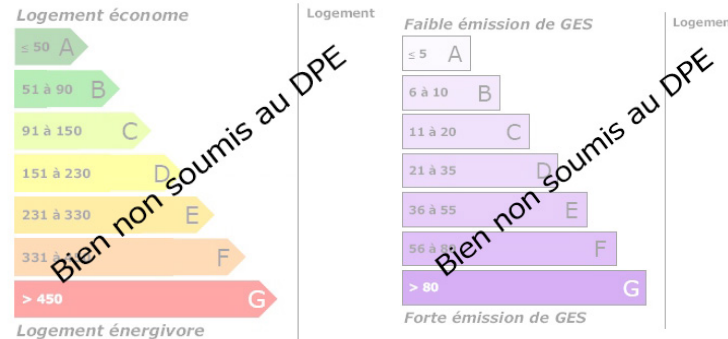 Logement économe
Logement
≤ 50 A
51 à 90 B
91 à 150 C
151 à 230 D
231 à 330 E
331 à F
> 450 G
Logement énergivore
Bien non soumis au DPE
Faible émission de GES
Logement
≤ 5 A
6 à 10 B
11 à 20 C
21 à 35 D
36 à 55 E
56 à 80 F
> 80 G
Forte émission de GES
Bien non soumis au DPE